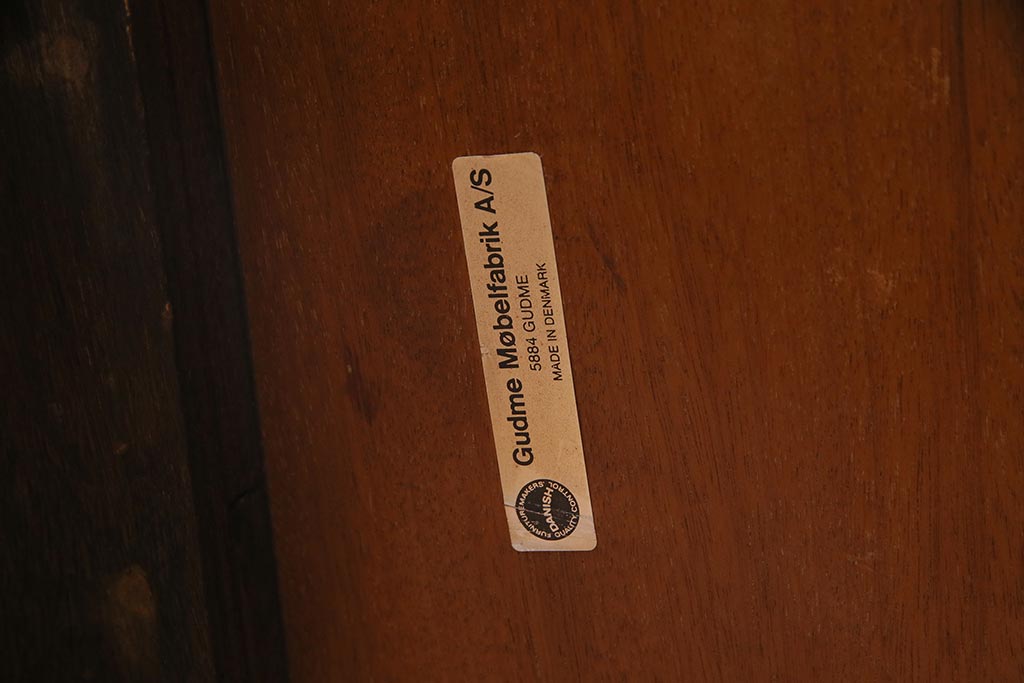 Gudme Møbelfabrik A/S
5884 GUDME
MADE IN DENMARK
FURNITUREMAKERS'
DANISH
QUALITY CONTROL